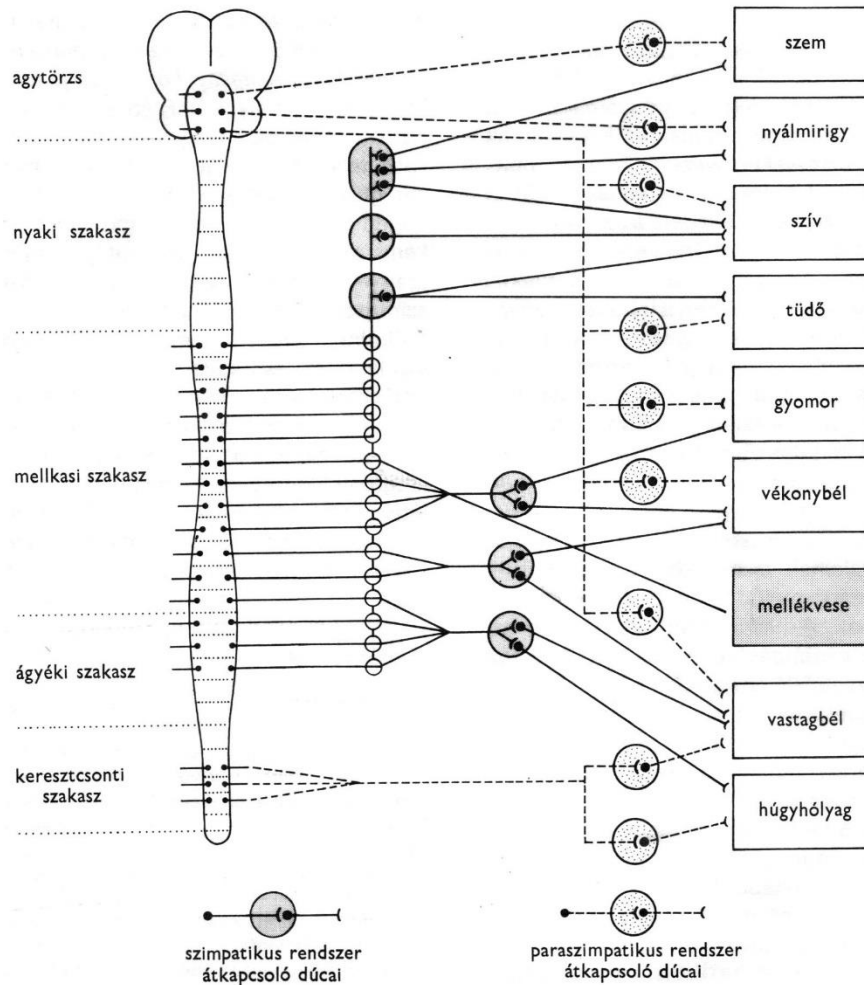 agytörzs
nyaki szakasz
mellkasi szakasz
ágyéki szakasz
keresztcsonti
szakasz
szem
nyálmirigy
szív
tüdő
gyomor
vékonybél
mellékvese
vastagbél
húgyhólyag
szimpatikus rendszer
átkapcsoló dúcai
paraszimpatikus rendszer
átkapcsoló dúcai